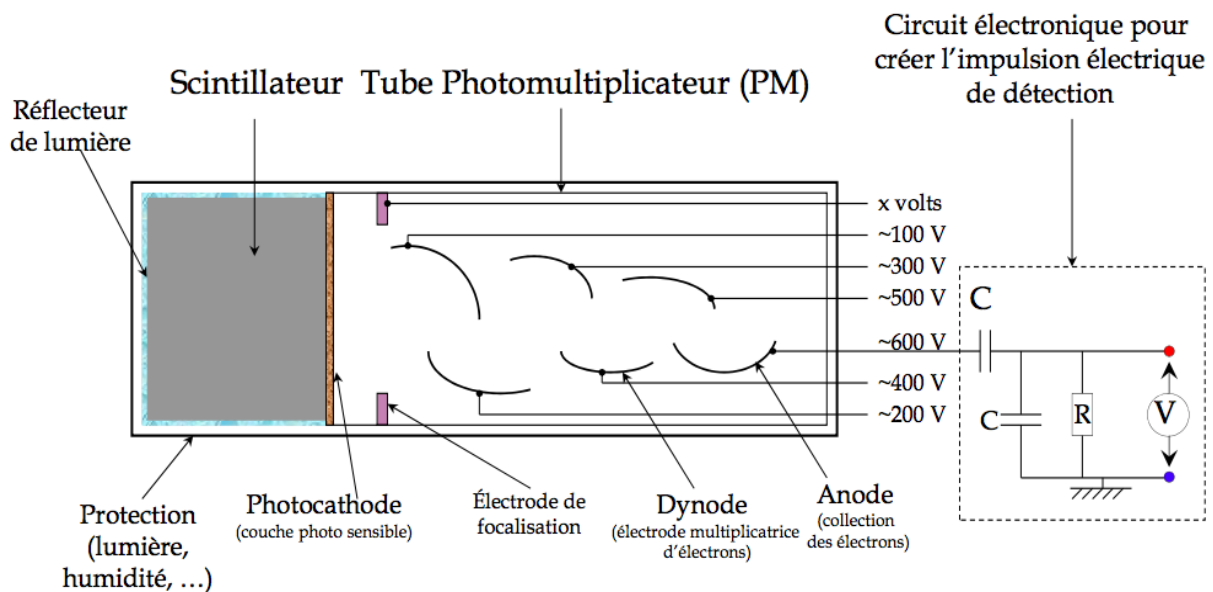 Circuit électronique pour
créer l'impulsion électrique
de détection
Scintillateur Tube Photomultiplicateur (PM)
Réflecteur
de lumière
x volts
~100 V
~300 V
~500 V
~600 V
~400 V
~200 V
C
C
R
V
Protection
(lumière,
humidité, …)
Photocathode
(couche photo sensible)
Électrode de
focalisation
Dynode
(électrode multiplicatrice
d'électrons)
Anode
(collection
des électrons)